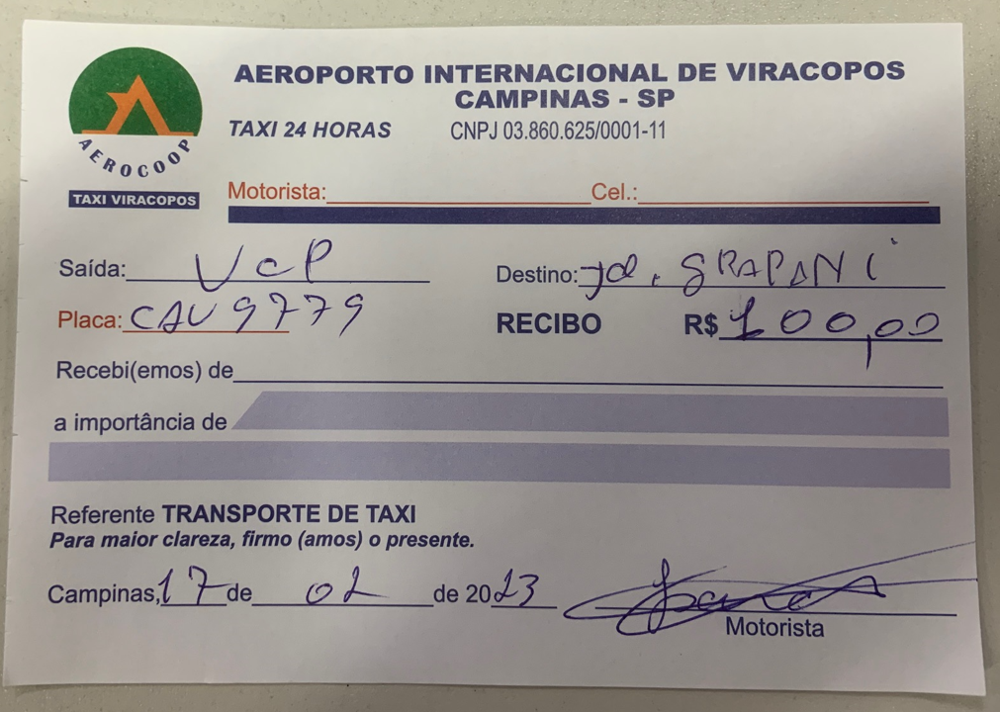 AEROPORTO INTERNACIONAL DE VIRACOPOS
CAMPINAS - SP
TAXI 24 HORAS CNPJ 03.860.625/0001-11
AEROCOOP
TAXI VIRACOPOS
Motorista: Cel.:
Saída: VCP Destino: Jd. GRAPANI
Placa: CAU 9779 RECIBO R$ 100,00
Recebi(emos) de
a importância de
Referente TRANSPORTE DE TAXI
Para maior clareza, firmo (amos) o presente.
Campinas, 17 de 02 de 2023
Motorista